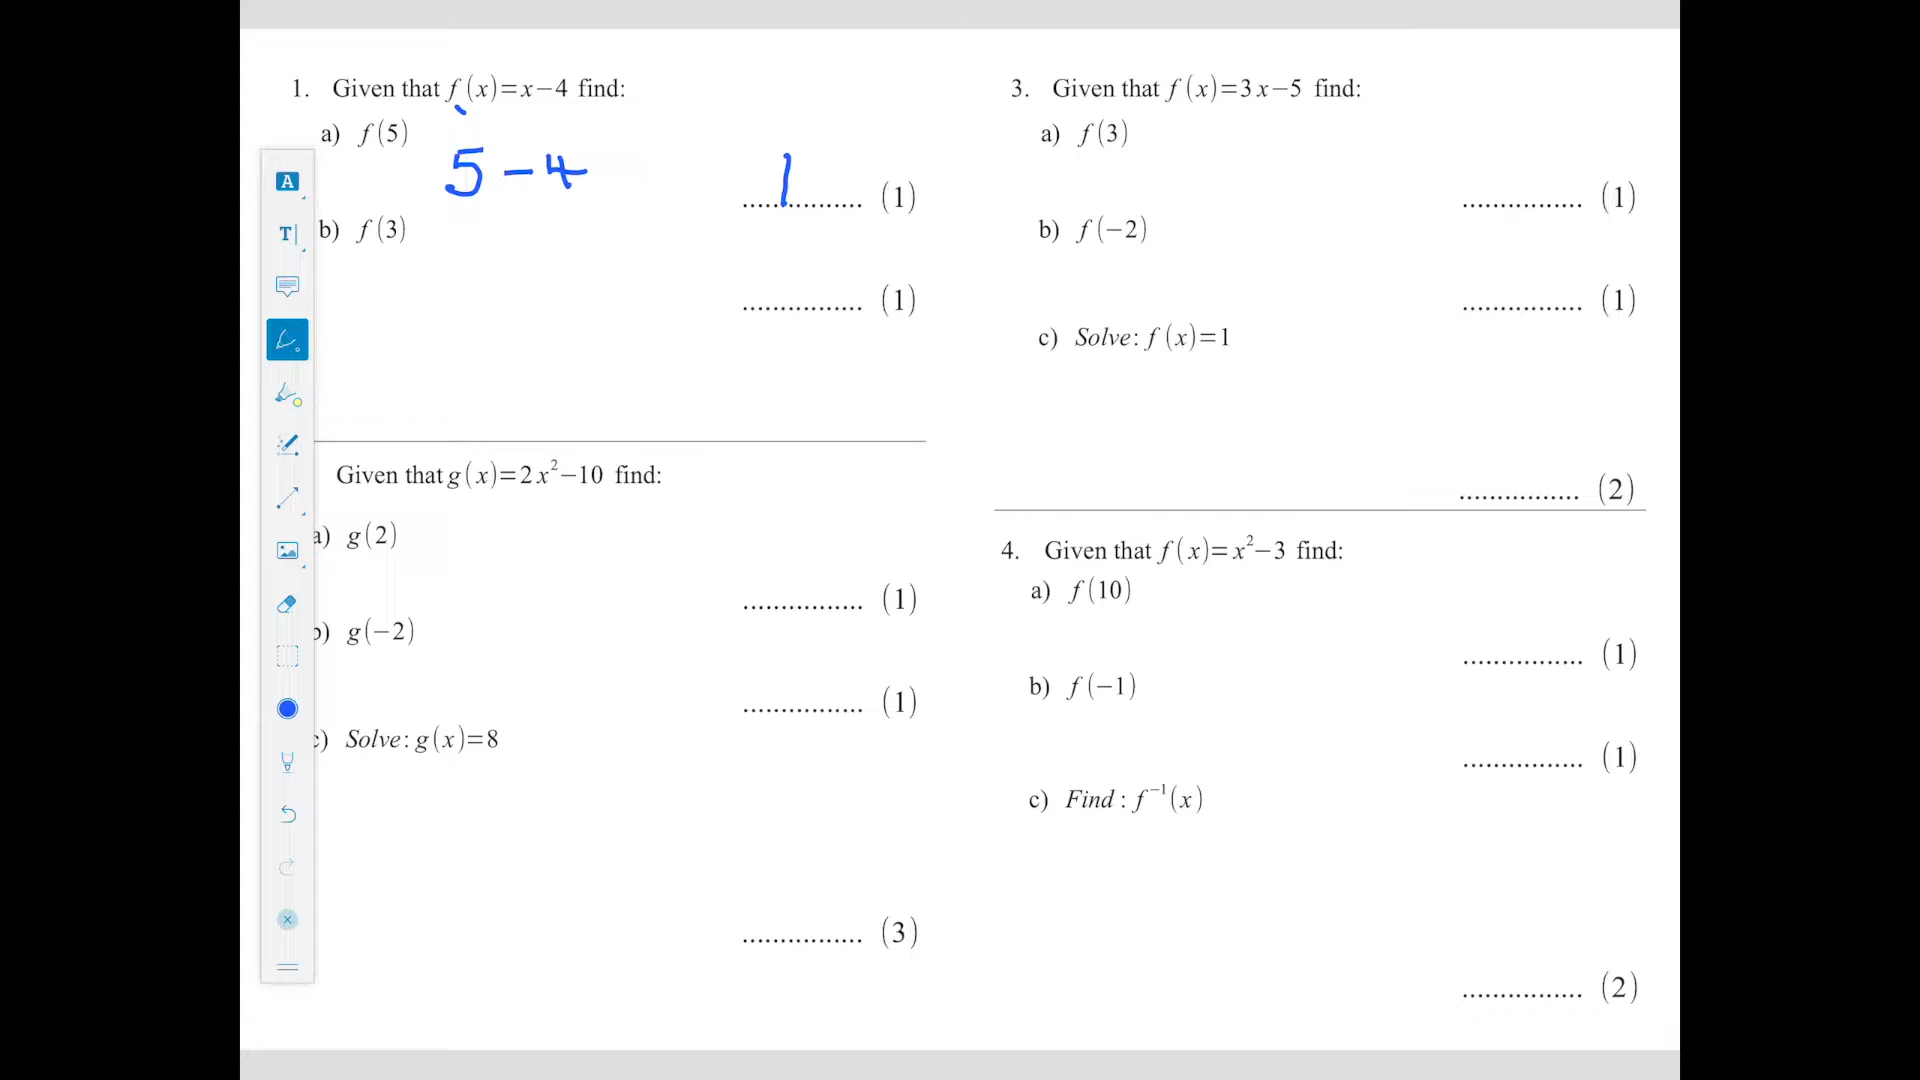 1. Given that f(x)=x−4 find:
a) f(5)
5 − 4
1
................ (1)
b) f(3)
................ (1)
Given that g(x)=2x²−10 find:
a) g(2)
................ (1)
b) g(−2)
................ (1)
c) Solve: g(x)=8
................ (3)
3. Given that f(x)=3x−5 find:
a) f(3)
................ (1)
b) f(−2)
................ (1)
c) Solve: f(x)=1
................ (2)
4. Given that f(x)=x²−3 find:
a) f(10)
................ (1)
b) f(−1)
................ (1)
c) Find : f⁻¹(x)
................ (2)
A
T